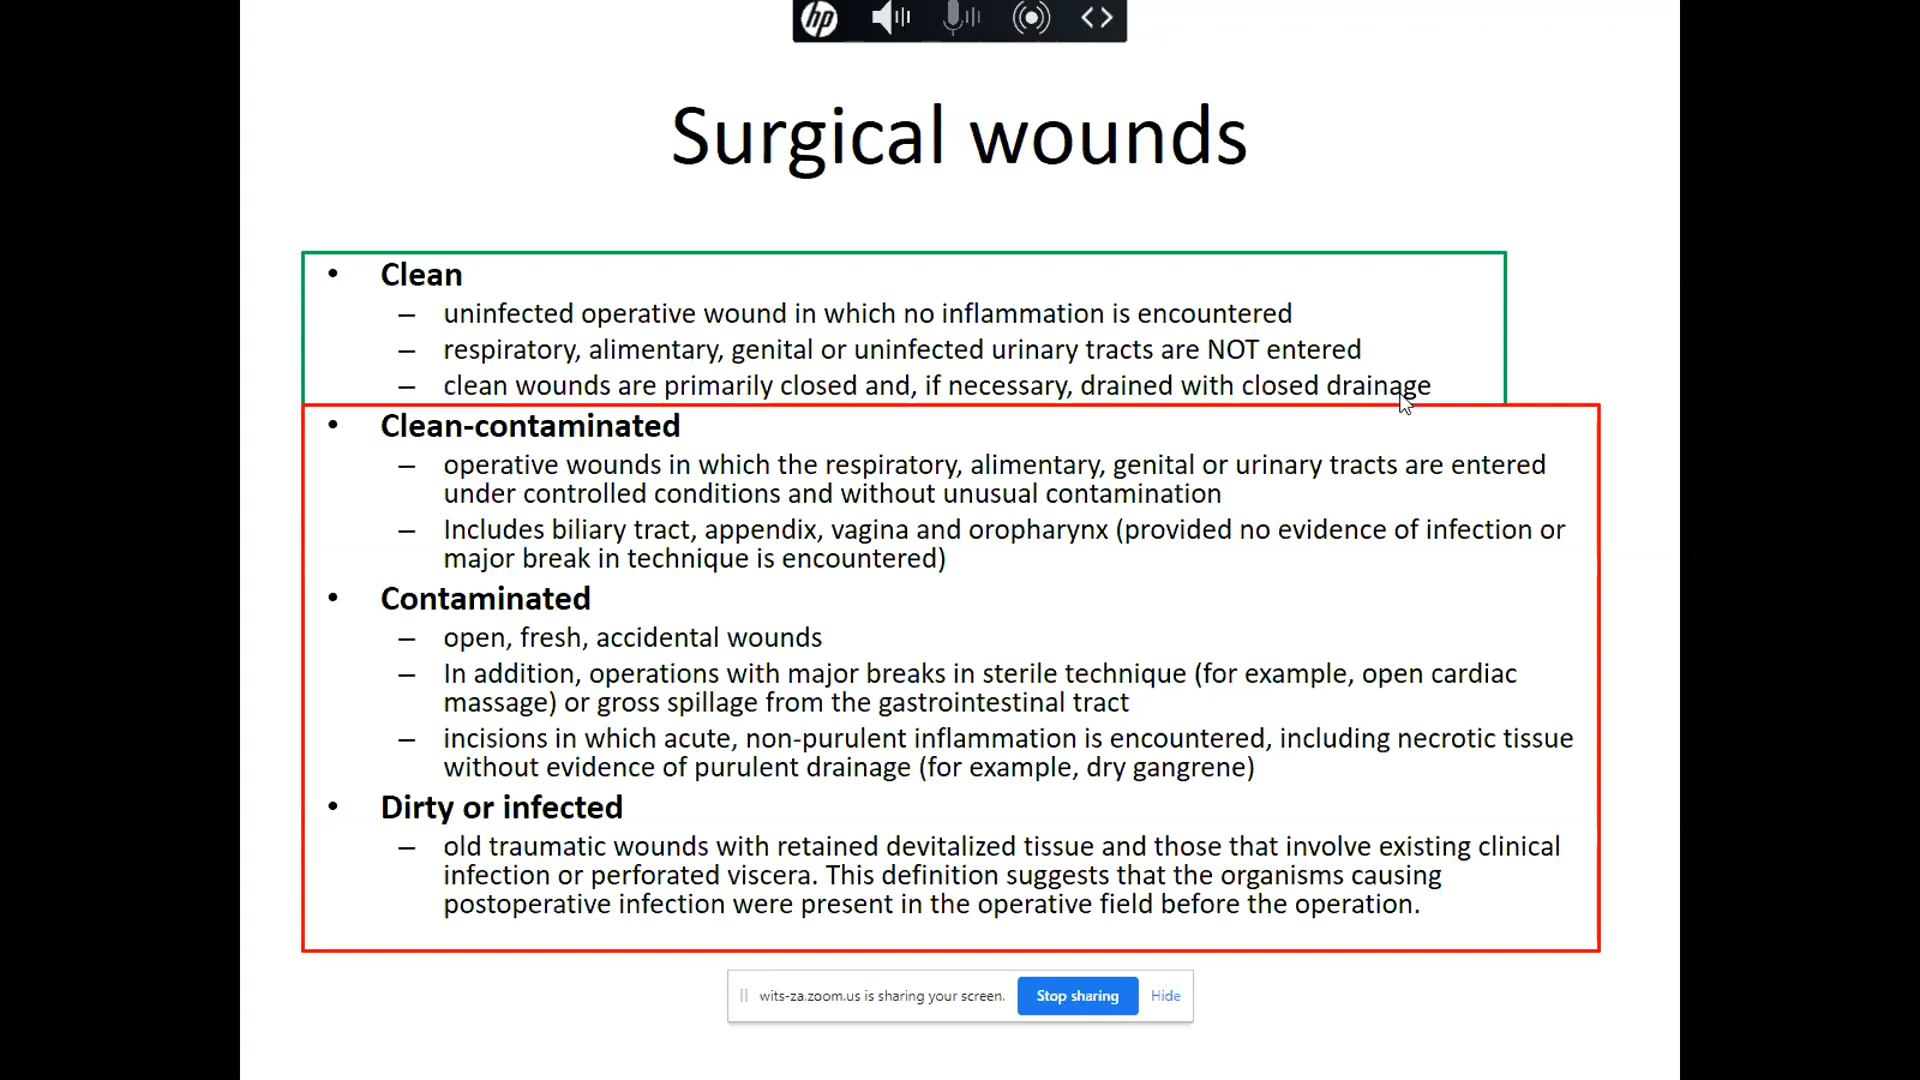 hp
Surgical wounds
• Clean
– uninfected operative wound in which no inflammation is encountered
– respiratory, alimentary, genital or uninfected urinary tracts are NOT entered
– clean wounds are primarily closed and, if necessary, drained with closed drainage
• Clean-contaminated
– operative wounds in which the respiratory, alimentary, genital or urinary tracts are entered
under controlled conditions and without unusual contamination
– Includes biliary tract, appendix, vagina and oropharynx (provided no evidence of infection or
major break in technique is encountered)
• Contaminated
– open, fresh, accidental wounds
– In addition, operations with major breaks in sterile technique (for example, open cardiac
massage) or gross spillage from the gastrointestinal tract
– incisions in which acute, non-purulent inflammation is encountered, including necrotic tissue
without evidence of purulent drainage (for example, dry gangrene)
• Dirty or infected
– old traumatic wounds with retained devitalized tissue and those that involve existing clinical
infection or perforated viscera. This definition suggests that the organisms causing
postoperative infection were present in the operative field before the operation.
wits-za.zoom.us is sharing your screen. Stop sharing Hide